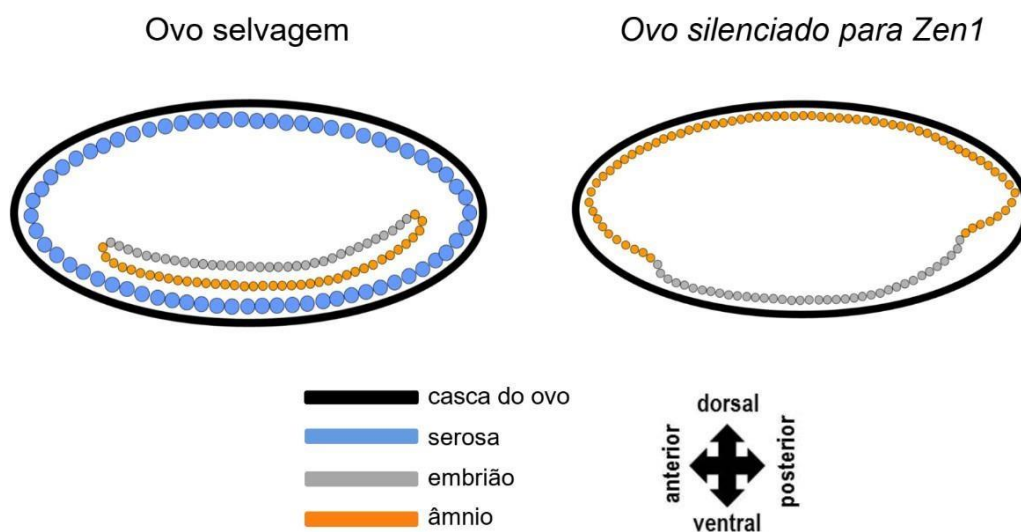 Ovo selvagem
Ovo silenciado para Zen1
casca do ovo
serosa
embrião
âmnio
dorsal
anterior
posterior
ventral